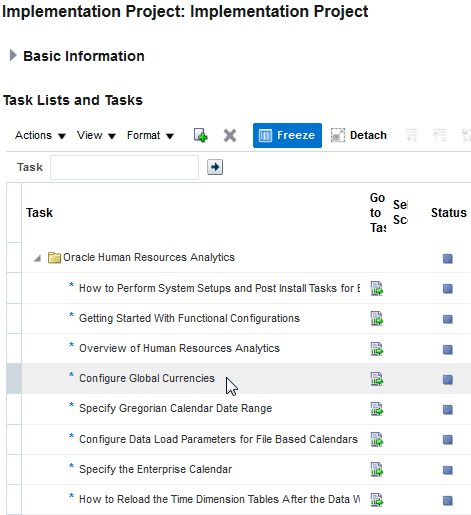 Implementation Project: Implementation Project
Basic Information
Task Lists and Tasks
Actions View Format Freeze Detach
Task
Task Go to Tas Sel Sco Status
Oracle Human Resources Analytics
* How to Perform System Setups and Post Install Tasks for
* Getting Started With Functional Configurations
* Overview of Human Resources Analytics
* Configure Global Currencies
* Specify Gregorian Calendar Date Range
* Configure Data Load Parameters for File Based Calendars
* Specify the Enterprise Calendar
* How to Reload the Time Dimension Tables After the Data W